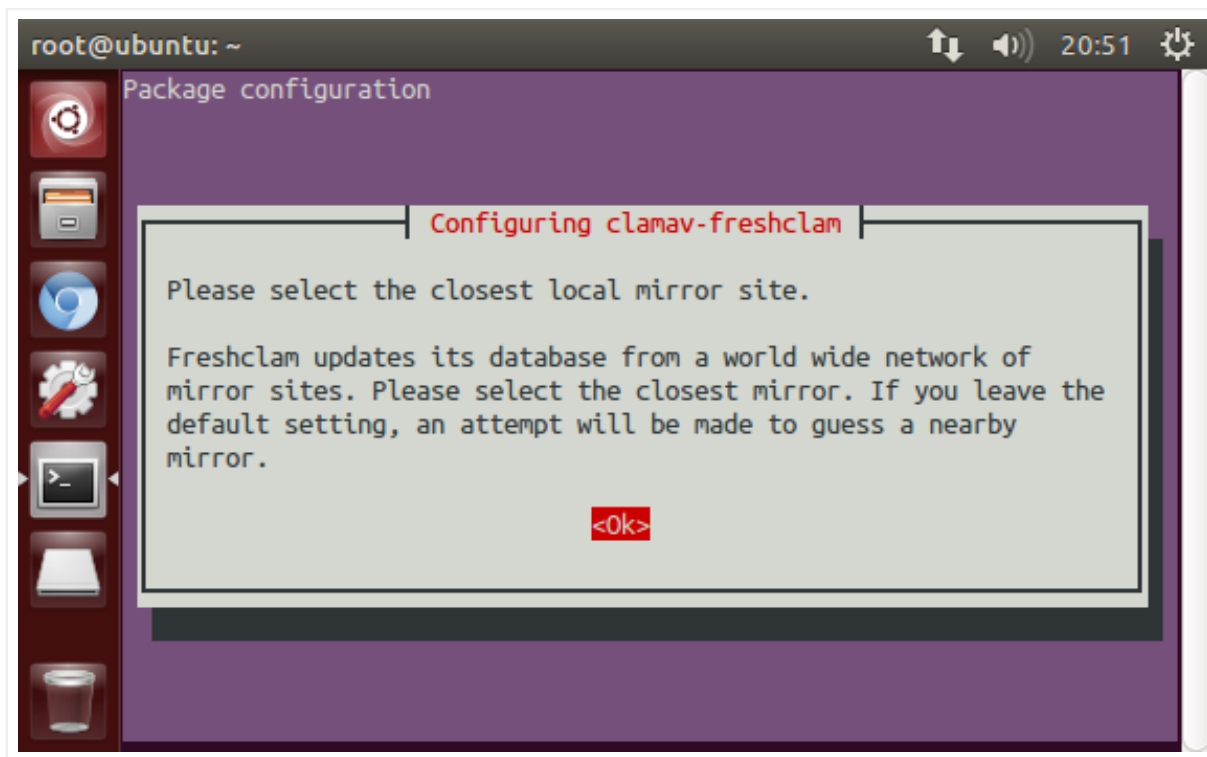 root@ubuntu: ~ 20:51
Package configuration
Configuring clamav-freshclam
Please select the closest local mirror site.
Freshclam updates its database from a world wide network of
mirror sites. Please select the closest mirror. If you leave the
default setting, an attempt will be made to guess a nearby
mirror.
<Ok>
>_